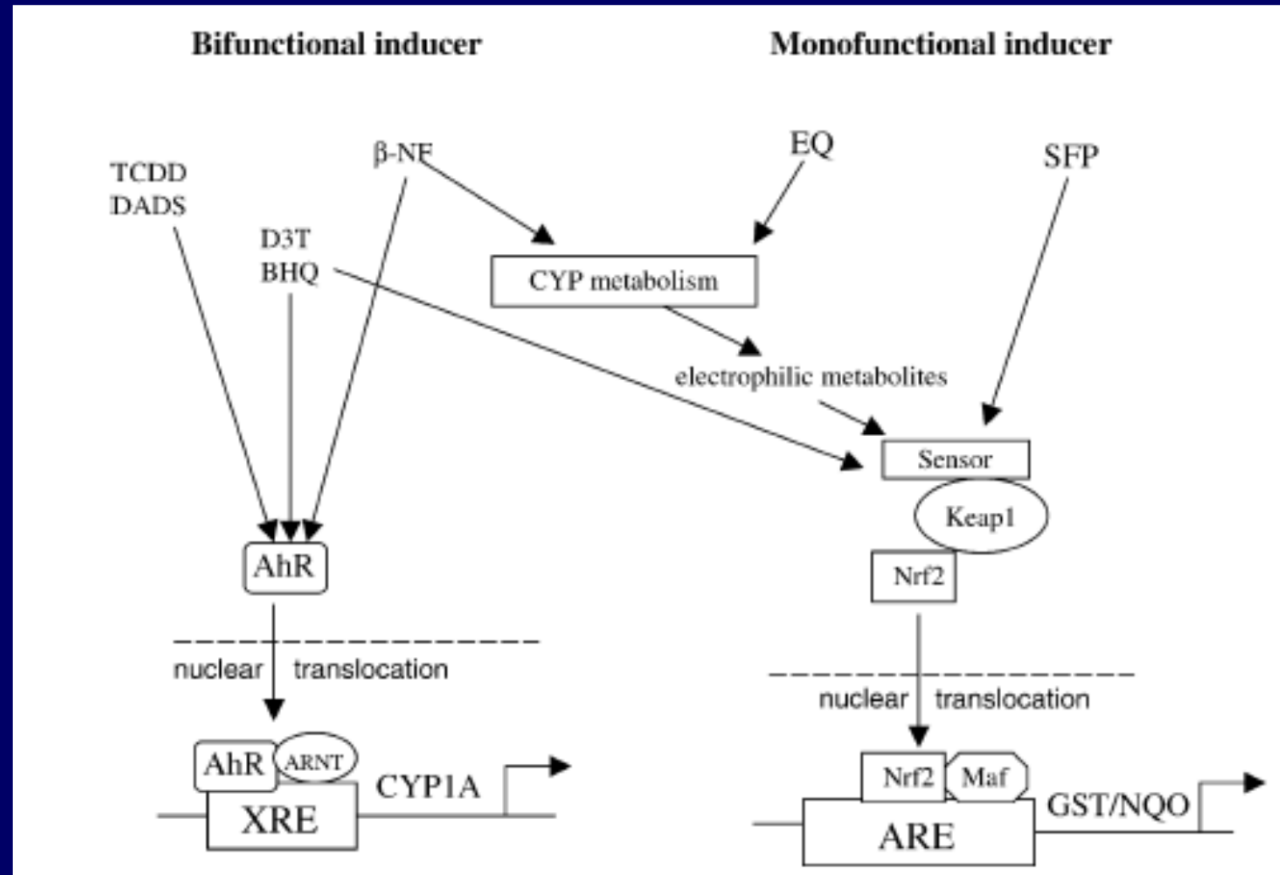 Bifunctional inducer
Monofunctional inducer
TCDD
DADS
β-NF
EQ
SFP
D3T
BHQ
CYP metabolism
electrophilic metabolites
Sensor
Keap1
Nrf2
AhR
nuclear translocation
nuclear translocation
AhR
ARNT
XRE
CYP1A
Nrf2
Maf
ARE
GST/NQO